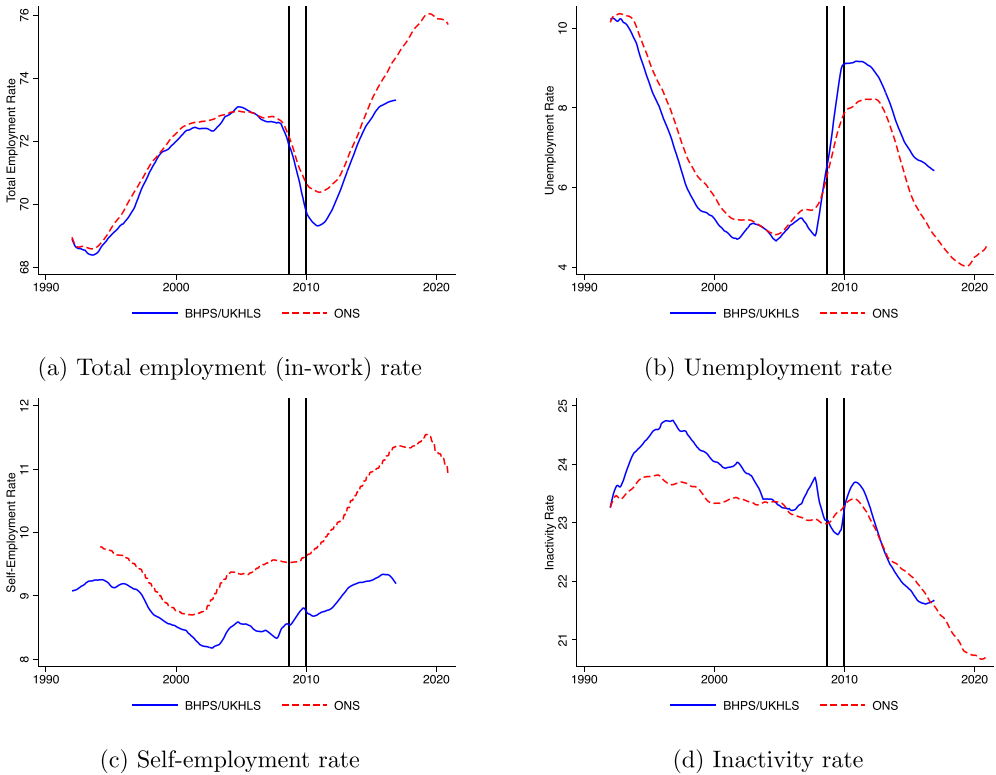 Total Employment Rate
76
74
72
70
68
1990 2000 2010 2020
BHPS/UKHLS ONS
(a) Total employment (in-work) rate
Unemployment Rate
10
8
6
4
1990 2000 2010 2020
BHPS/UKHLS ONS
(b) Unemployment rate
Self-Employment Rate
12
11
10
9
8
1990 2000 2010 2020
BHPS/UKHLS ONS
(c) Self-employment rate
Inactivity Rate
25
24
23
22
21
1990 2000 2010 2020
BHPS/UKHLS ONS
(d) Inactivity rate